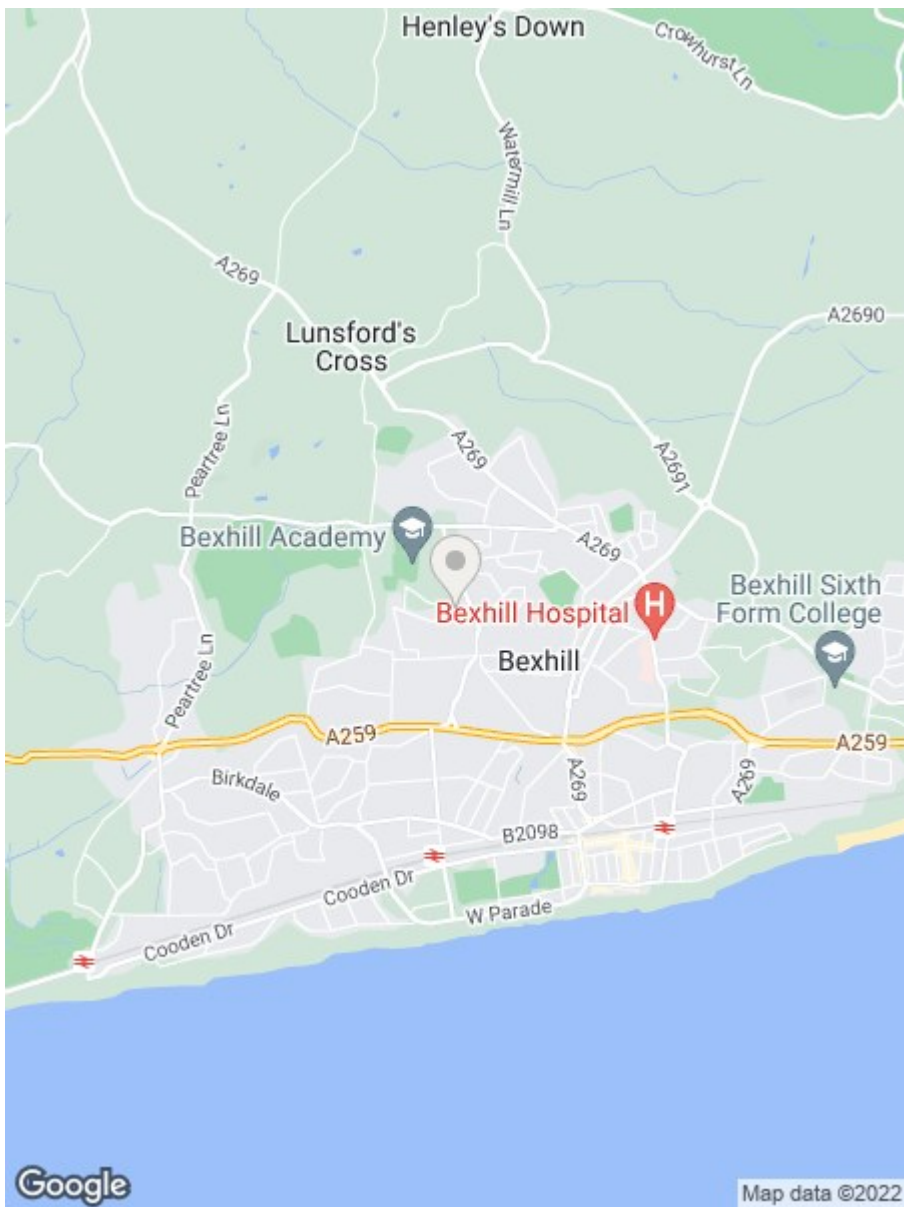 Henley's Down
Crowhurst Ln
Watermill Ln
A269
A2690
Lunsford's
Cross
Peartree Ln
A269
A2691
Bexhill Academy
A269
Bexhill Sixth
Form College
Bexhill Hospital
H
Bexhill
Peartree Ln
A259
A259
Birkdale
A269
A269
B2098
Cooden Dr
W Parade
Cooden Dr
Google
Map data ©2022